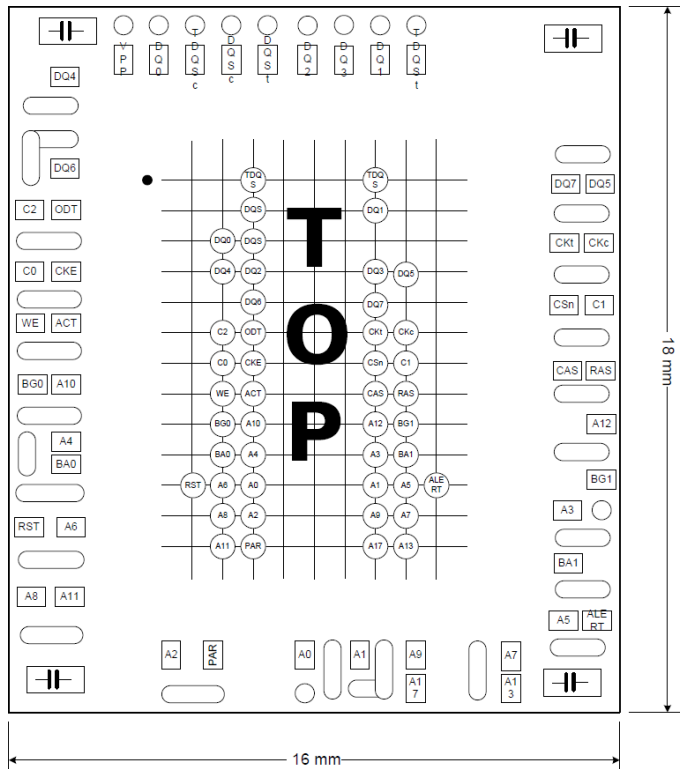 VPP DQ0 TDQSc DQSc DQSt DQ2 DQ3 DQ1 TDQSt
DQ4
DQ6
C2 ODT
C0 CKE
WE ACT
BG0 A10
A4
BA0
RST A6
A8 A11
TDQS TDQS
DQS DQ1
DQ0 DQS
DQ4 DQ2 DQ3 DQ5
DQ6 DQ7
C2 ODT CKt CKc
C0 CKE CSn C1
WE ACT CAS RAS
BG0 A10 A12 BG1
BA0 A4 A3 BA1
RST A6 A0 A1 A5 ALERT
A8 A2 A9 A7
A11 PAR A17 A13
T
O
P
DQ7 DQ5
CKt CKc
CSn C1
CAS RAS
A12
BG1
A3
BA1
A5 ALERT
A2 PAR A0 A1 A9 A7
A17 A13
16 mm
18 mm